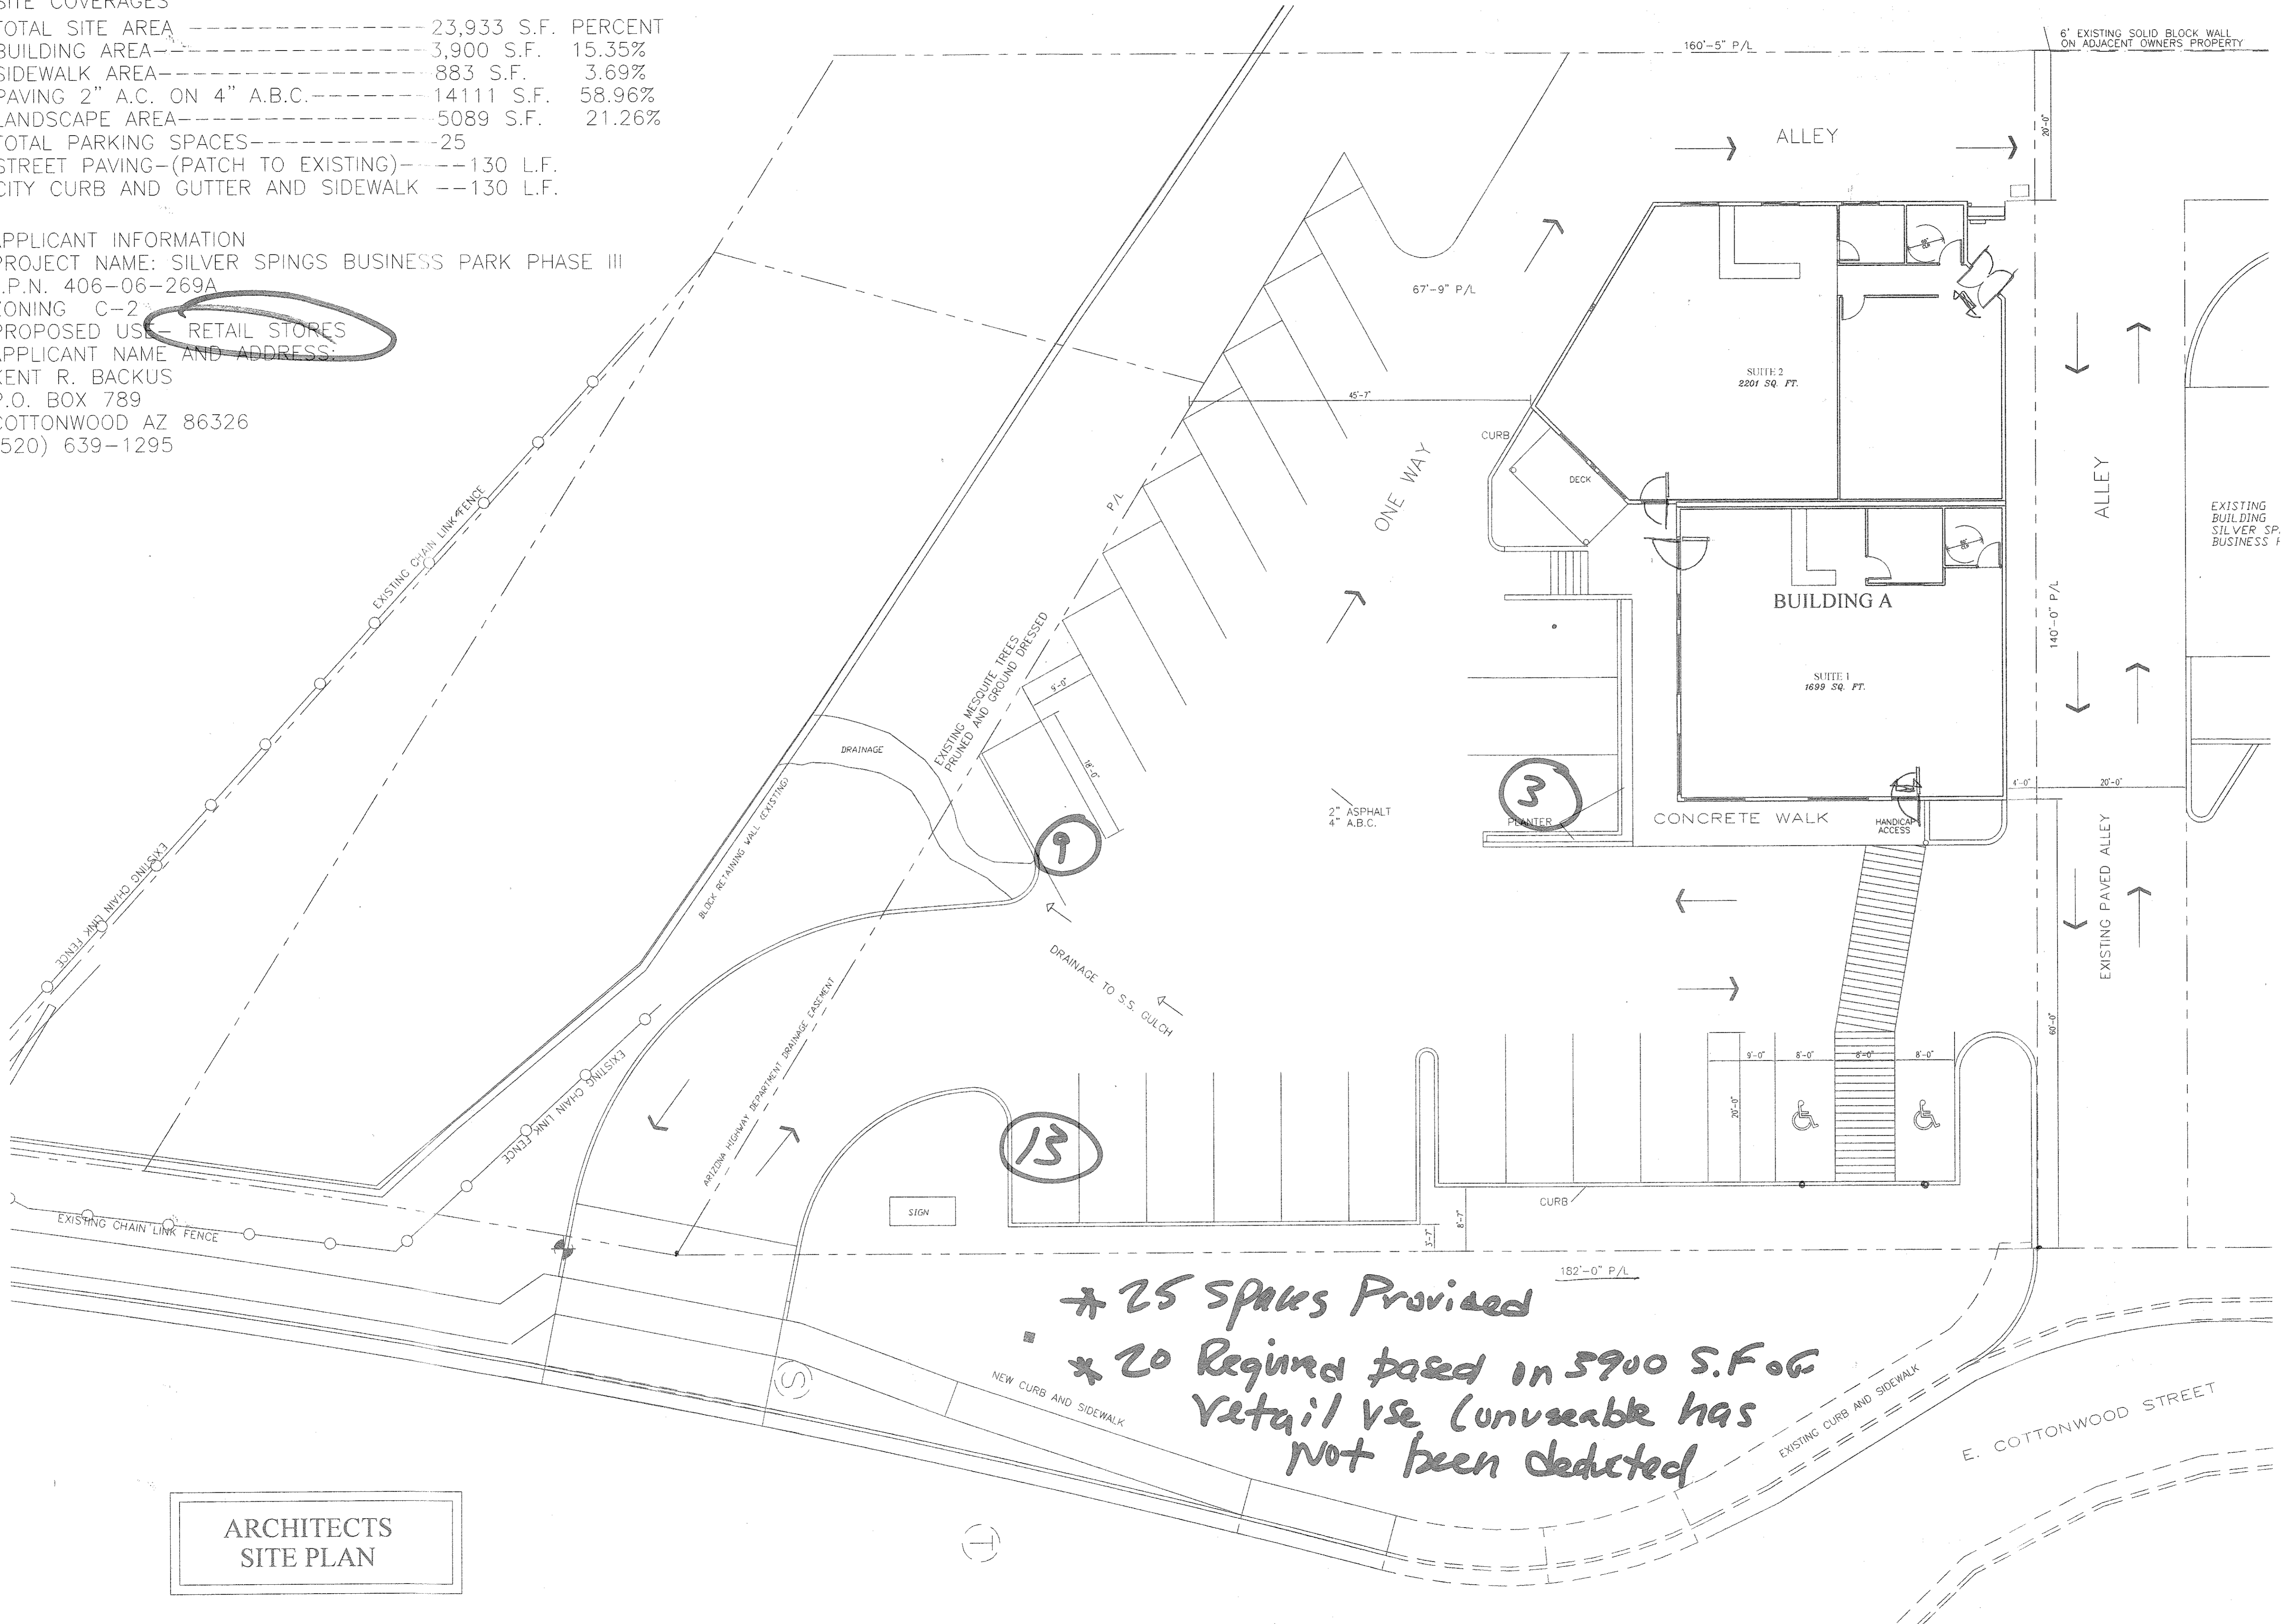 SITE COVERAGES
TOTAL SITE AREA ---------------- 23,933 S.F. PERCENT
BUILDING AREA------------------ 3,900 S.F. 15.35%
SIDEWALK AREA------------------ 883 S.F. 3.69%
PAVING 2" A.C. ON 4" A.B.C.------- 14111 S.F. 58.96%
LANDSCAPE AREA---------------- 5089 S.F. 21.26%
TOTAL PARKING SPACES------------25
STREET PAVING-(PATCH TO EXISTING)----130 L.F.
CITY CURB AND GUTTER AND SIDEWALK --130 L.F.
APPLICANT INFORMATION
PROJECT NAME: SILVER SPINGS BUSINESS PARK PHASE III
.P.N. 406-06-269A
ZONING C-2
PROPOSED USE- RETAIL STORES
APPLICANT NAME AND ADDRESS:
KENT R. BACKUS
P.O. BOX 789
COTTONWOOD AZ 86326
(520) 639-1295
160'-5" P/L
6' EXISTING SOLID BLOCK WALL
ON ADJACENT OWNERS PROPERTY
20'-0"
ALLEY
67'-9" P/L
SUITE 2
2201 SQ. FT.
45'-7"
CURB
DECK
ONE WAY
P/L
ALLEY
EXISTING
BUILDING
SILVER SP
BUSINESS
EXISTING CHAIN LINK FENCE
BUILDING A
140'-0" P/L
SUITE 1
1699 SQ. FT.
EXISTING MESQUITE TREES
PRUNED AND GROUND DRESSED
9'-0"
18'-0"
DRAINAGE
BLOCK RETAINING WALL (EXISTING)
9
3
2" ASPHALT
4" A.B.C.
PLANTER
CONCRETE WALK
HANDICAP
ACCESS
4'-0"
20'-0"
EXISTING PAVED ALLEY
EXISTING CHAIN LINK FENCE
DRAINAGE TO S.S. GULCH
ARIZONA HIGHWAY DEPARTMENT DRAINAGE EASEMENT
60'-0"
EXISTING CHAIN LINK FENCE
9'-0"
8'-0"
8'-0"
8'-0"
20'-0"
13
SIGN
CURB
5'-7"
8'-7"
EXISTING CHAIN LINK FENCE
182'-0" P/L
* 25 Spaces Provided
* 20 Required based on 3900 S.F of
retail use (unuseable has
not been deducted
S
NEW CURB AND SIDEWALK
EXISTING CURB AND SIDEWALK
E. COTTONWOOD STREET
T
ARCHITECTS
SITE PLAN